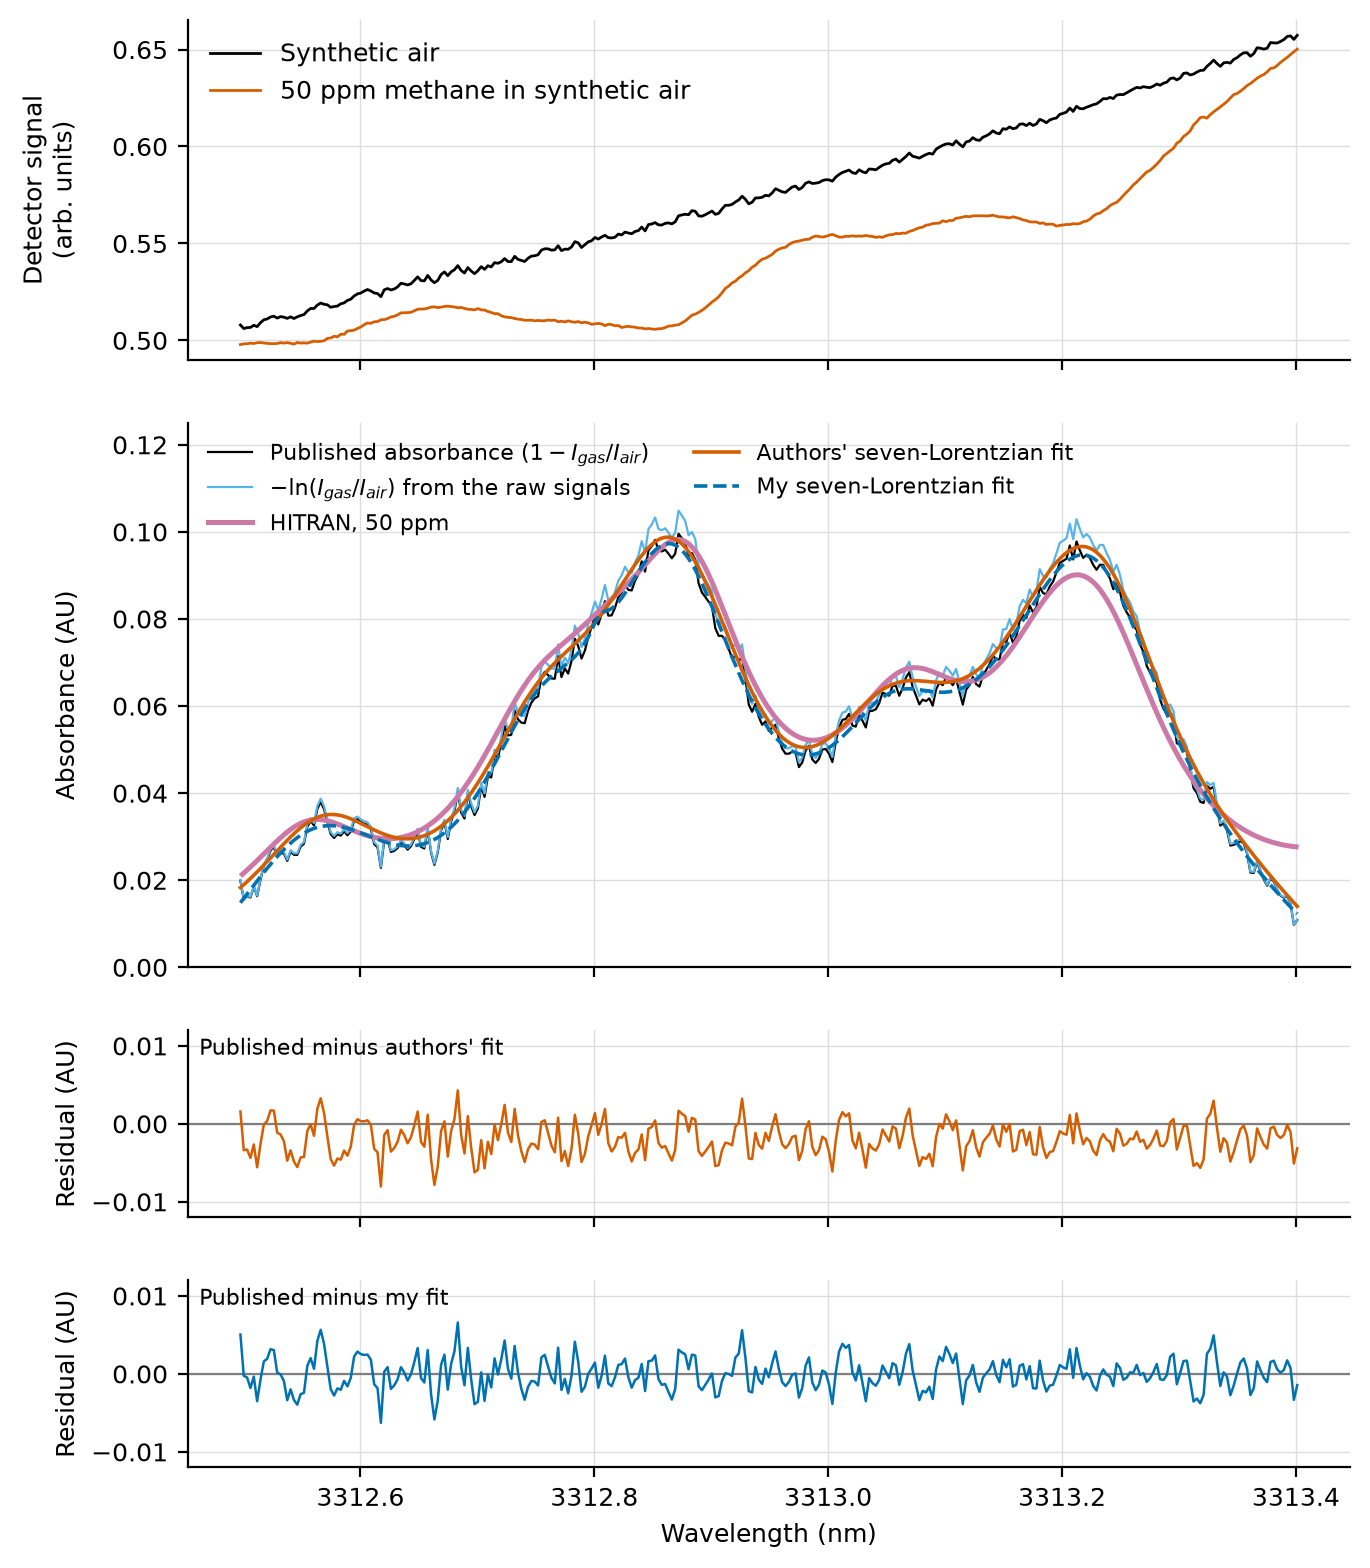 Synthetic air
50 ppm methane in synthetic air
Detector signal
(arb. units)
0.65
0.60
0.55
0.50
Published absorbance (1 − I_gas/I_air)
−ln(I_gas/I_air) from the raw signals
HITRAN, 50 ppm
Authors' seven-Lorentzian fit
My seven-Lorentzian fit
Absorbance (AU)
0.12
0.10
0.08
0.06
0.04
0.02
0.00
Published minus authors' fit
Residual (AU)
0.01
0.00
−0.01
Published minus my fit
Residual (AU)
0.01
0.00
−0.01
3312.6 3312.8 3313.0 3313.2 3313.4
Wavelength (nm)